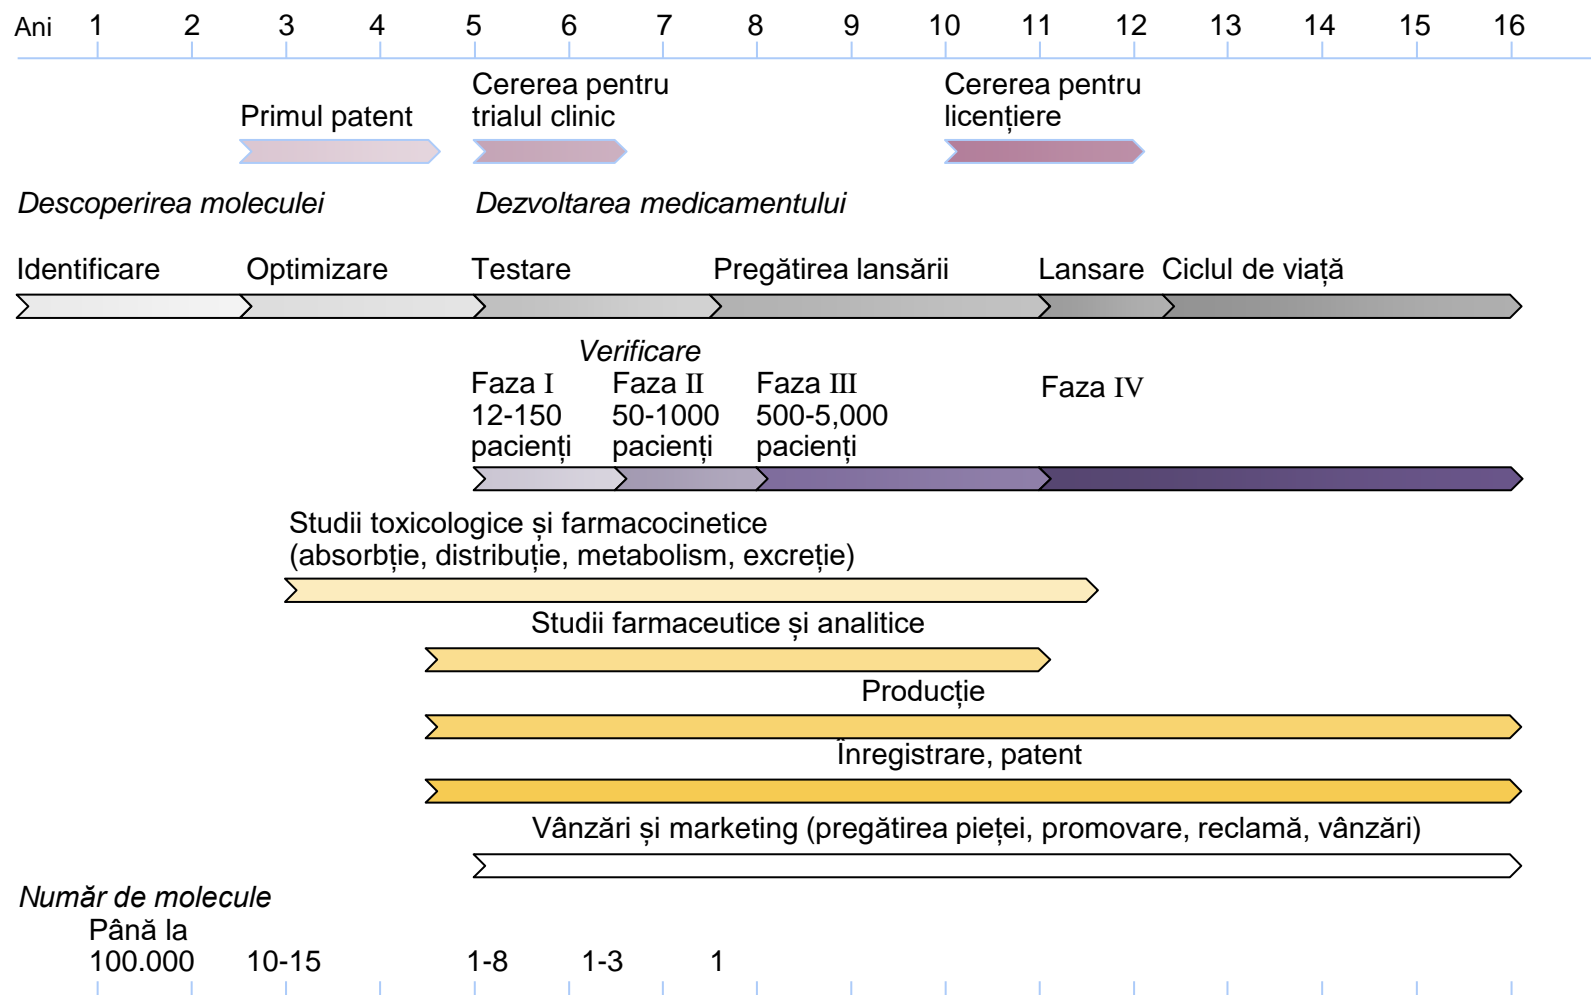 Ani 1 2 3 4 5 6 7 8 9 10 11 12 13 14 15 16
Primul patent
Cererea pentru
trialul clinic
Cererea pentru
licențiere
Descoperirea moleculei
Dezvoltarea medicamentului
Identificare
Optimizare
Testare
Pregătirea lansării
Lansare
Ciclul de viață
Verificare
Faza I
12-150
pacienți
Faza II
50-1000
pacienți
Faza III
500-5,000
pacienți
Faza IV
Studii toxicologice și farmacocinetice
(absorbție, distribuție, metabolism, excreție)
Studii farmaceutice și analitice
Producție
Înregistrare, patent
Vânzări și marketing (pregătirea pieței, promovare, reclamă, vânzări)
Număr de molecule
Până la
100.000
10-15
1-8
1-3
1